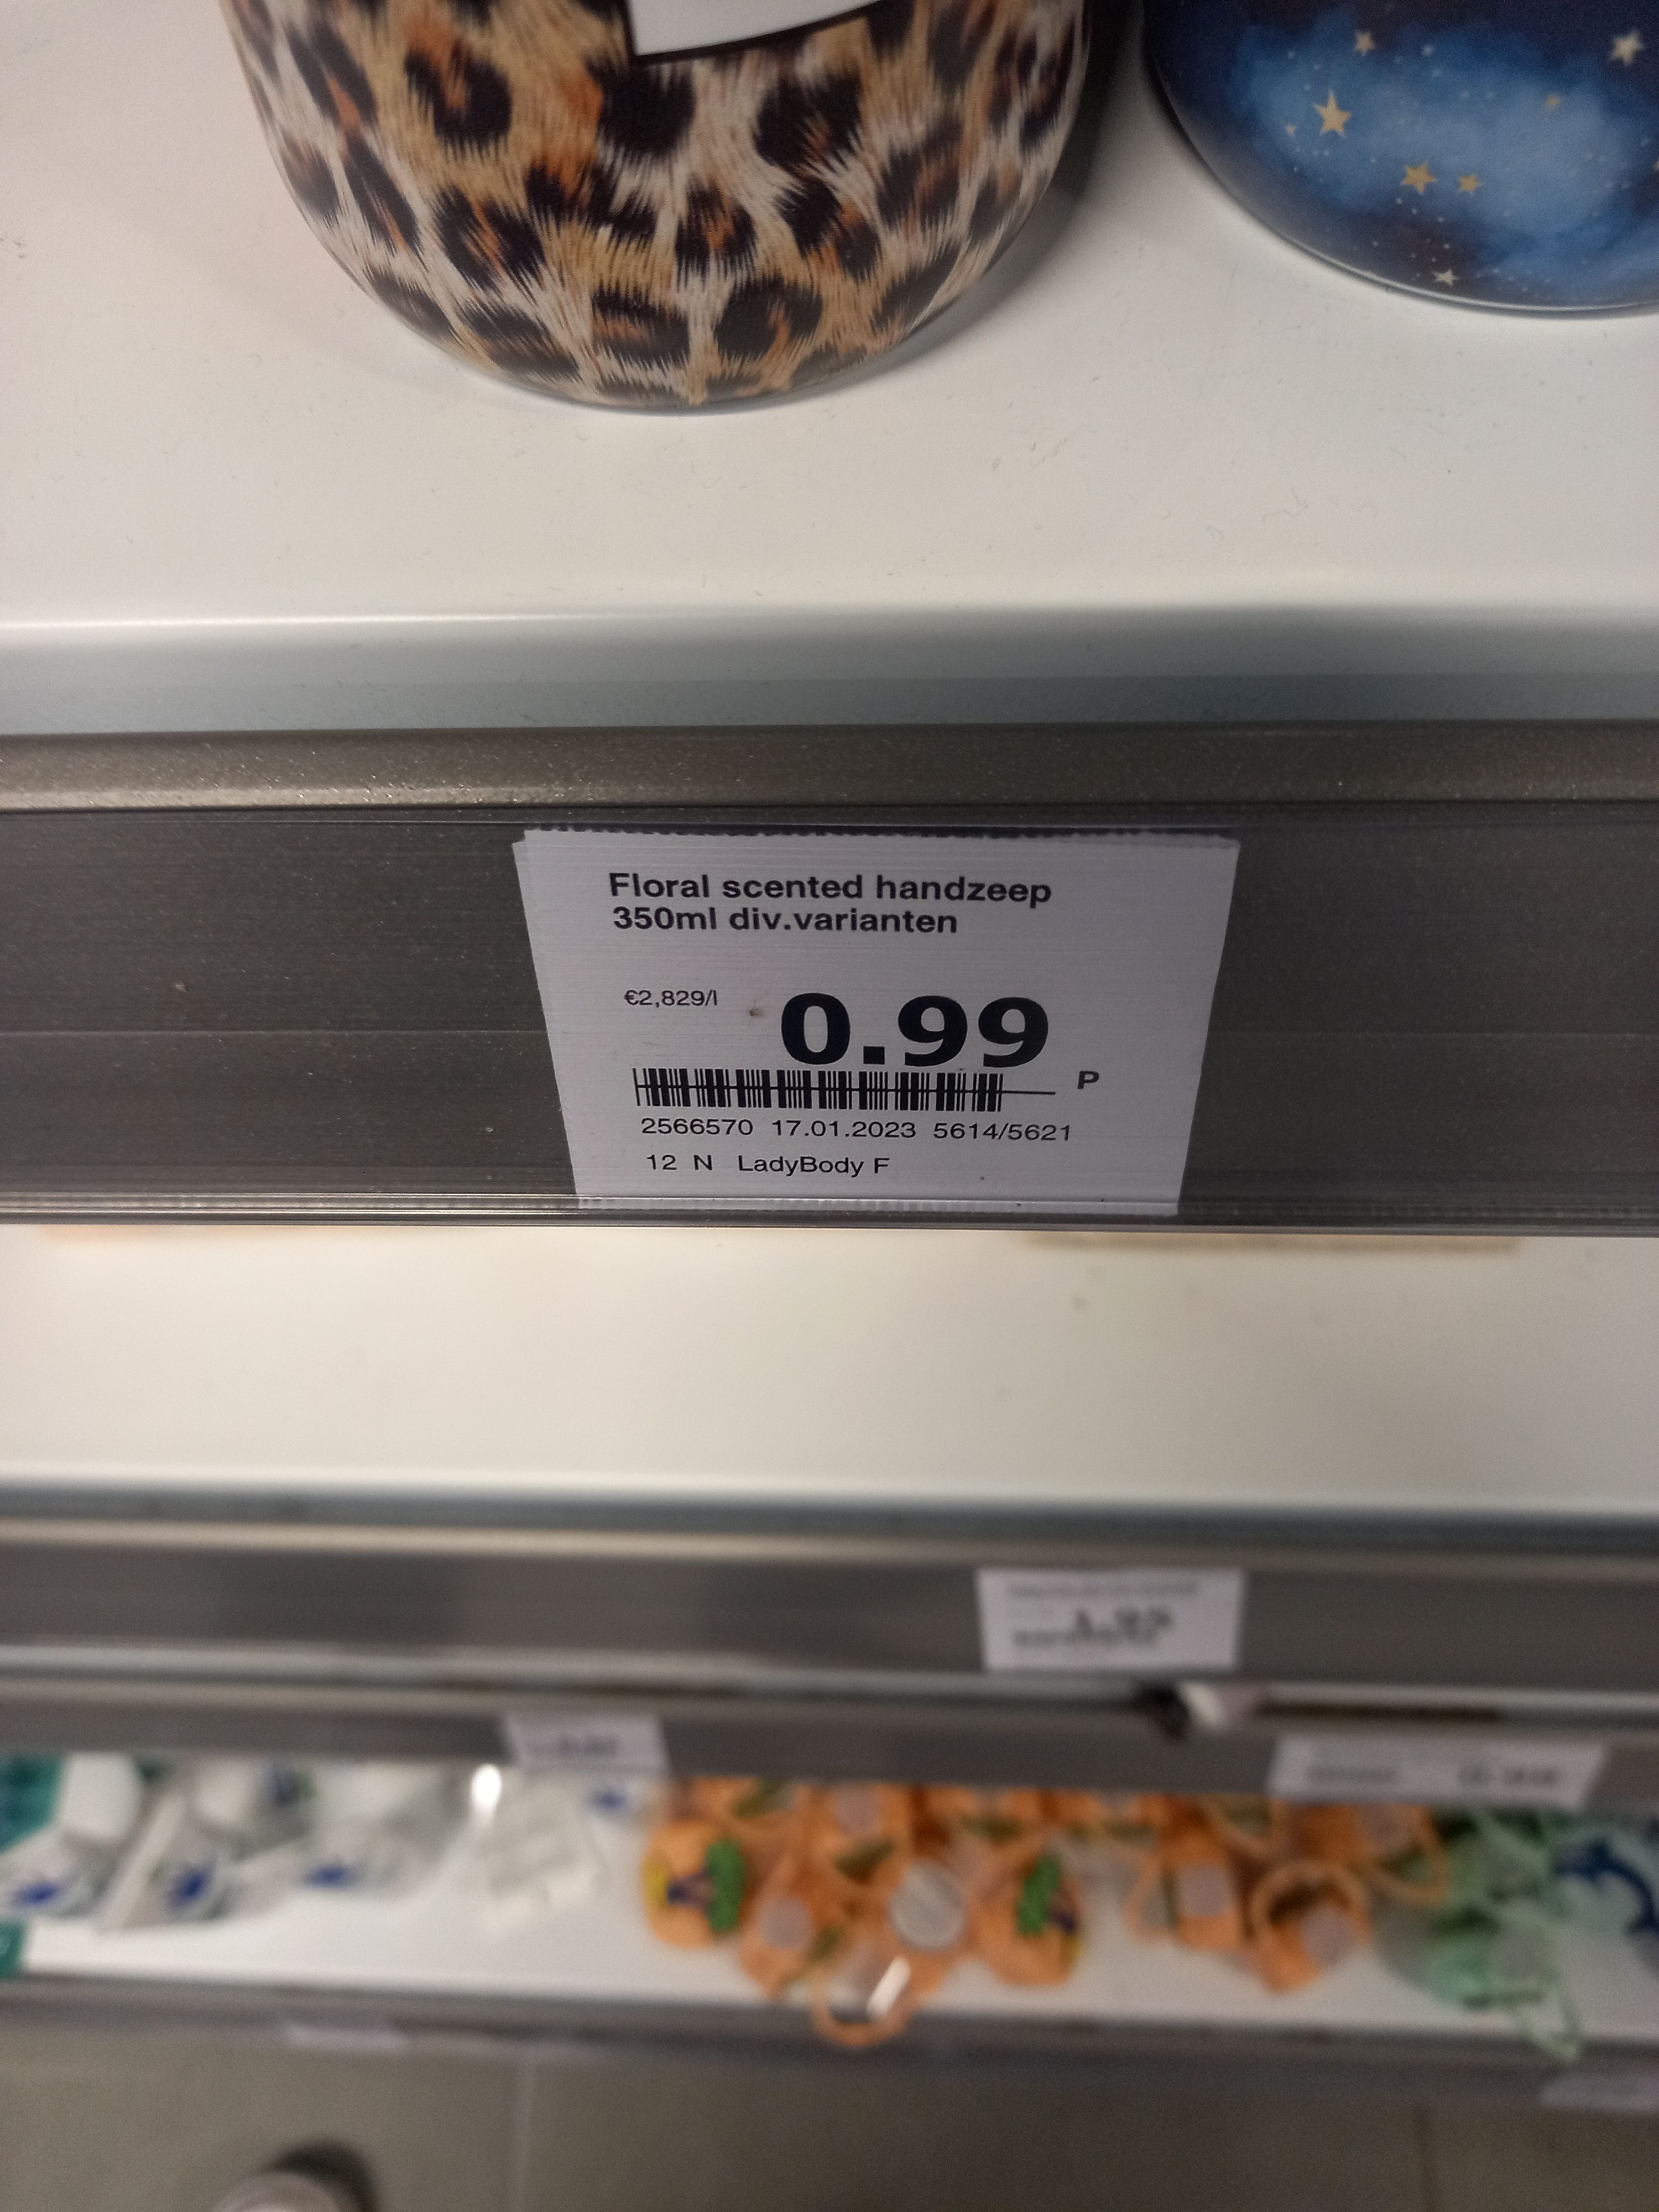 Floral scented handzeep
350ml div.varianten
€2,829/l
0.99
P
2566570 17.01.2023 5614/5621
12 N LadyBody F